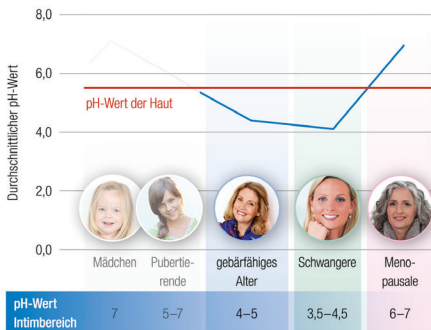 Durchschnittlicher pH-Wert
8,0
6,0
4,0
2,0
0,0
pH-Wert der Haut
Mädchen
Pubertie-
rende
gebärfähiges
Alter
Schwangere
Meno-
pausale
pH-Wert
Intimbereich
7
5–7
4–5
3,5–4,5
6–7